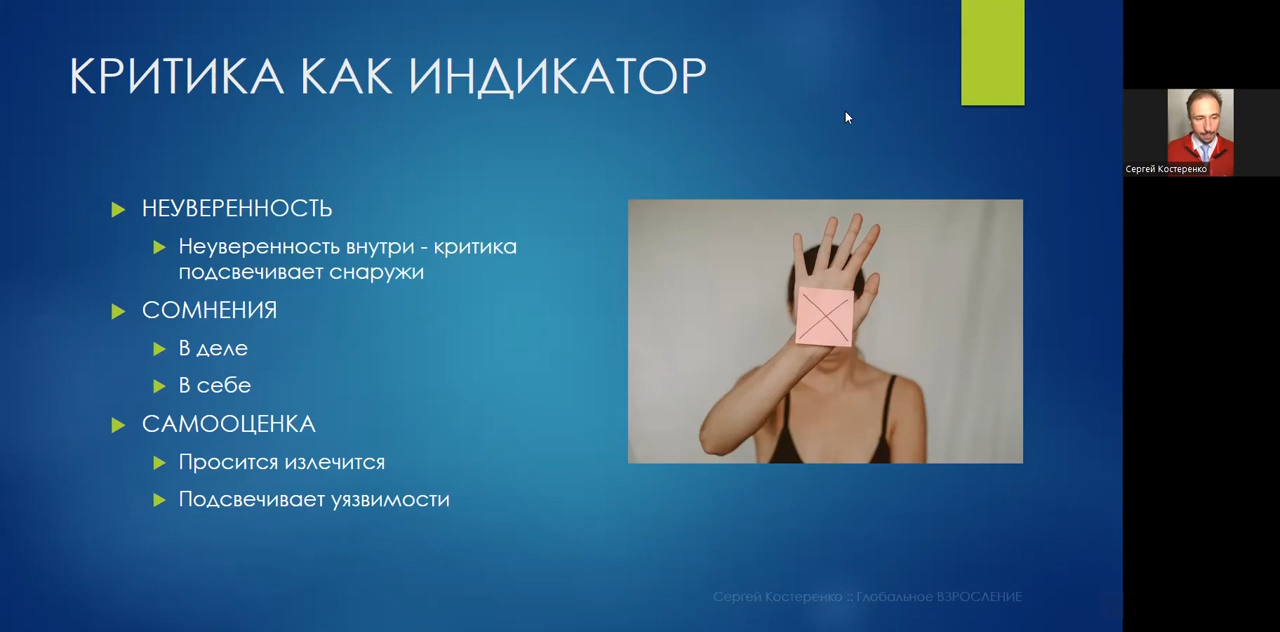 КРИТИКА КАК ИНДИКАТОР
НЕУВЕРЕННОСТЬ
Неуверенность внутри - критика
подсвечивает снаружи
СОМНЕНИЯ
В деле
В себе
САМООЦЕНКА
Просится излечится
Подсвечивает уязвимости
Сергей Костеренко :: Глобальное ВЗРОСЛЕНИЕ
Сергей Костеренко